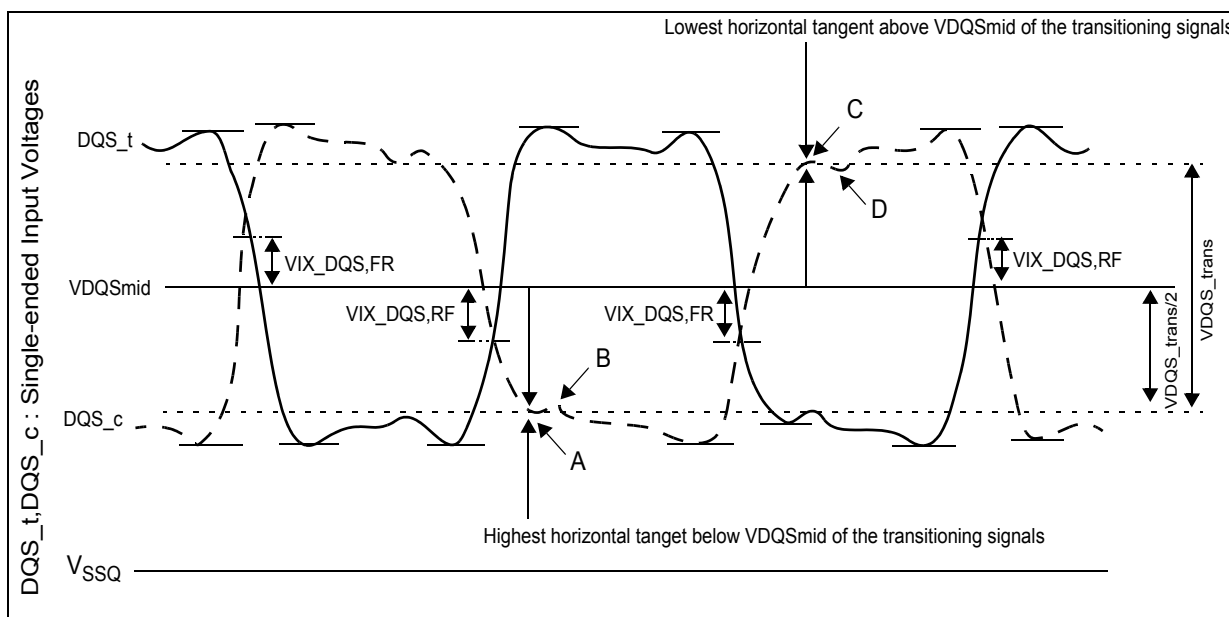 Lowest horizontal tangent above VDQSmid of the transitioning signals
DQS_t,DQS_c : Single-ended Input Voltages
DQS_t
C
D
VIX_DQS,FR
VIX_DQS,RF
VDQSmid
VIX_DQS,RF
VIX_DQS,FR
VDQS_trans/2
VDQS_trans
B
DQS_c
A
Highest horizontal tanget below VDQSmid of the transitioning signals
VSSQ